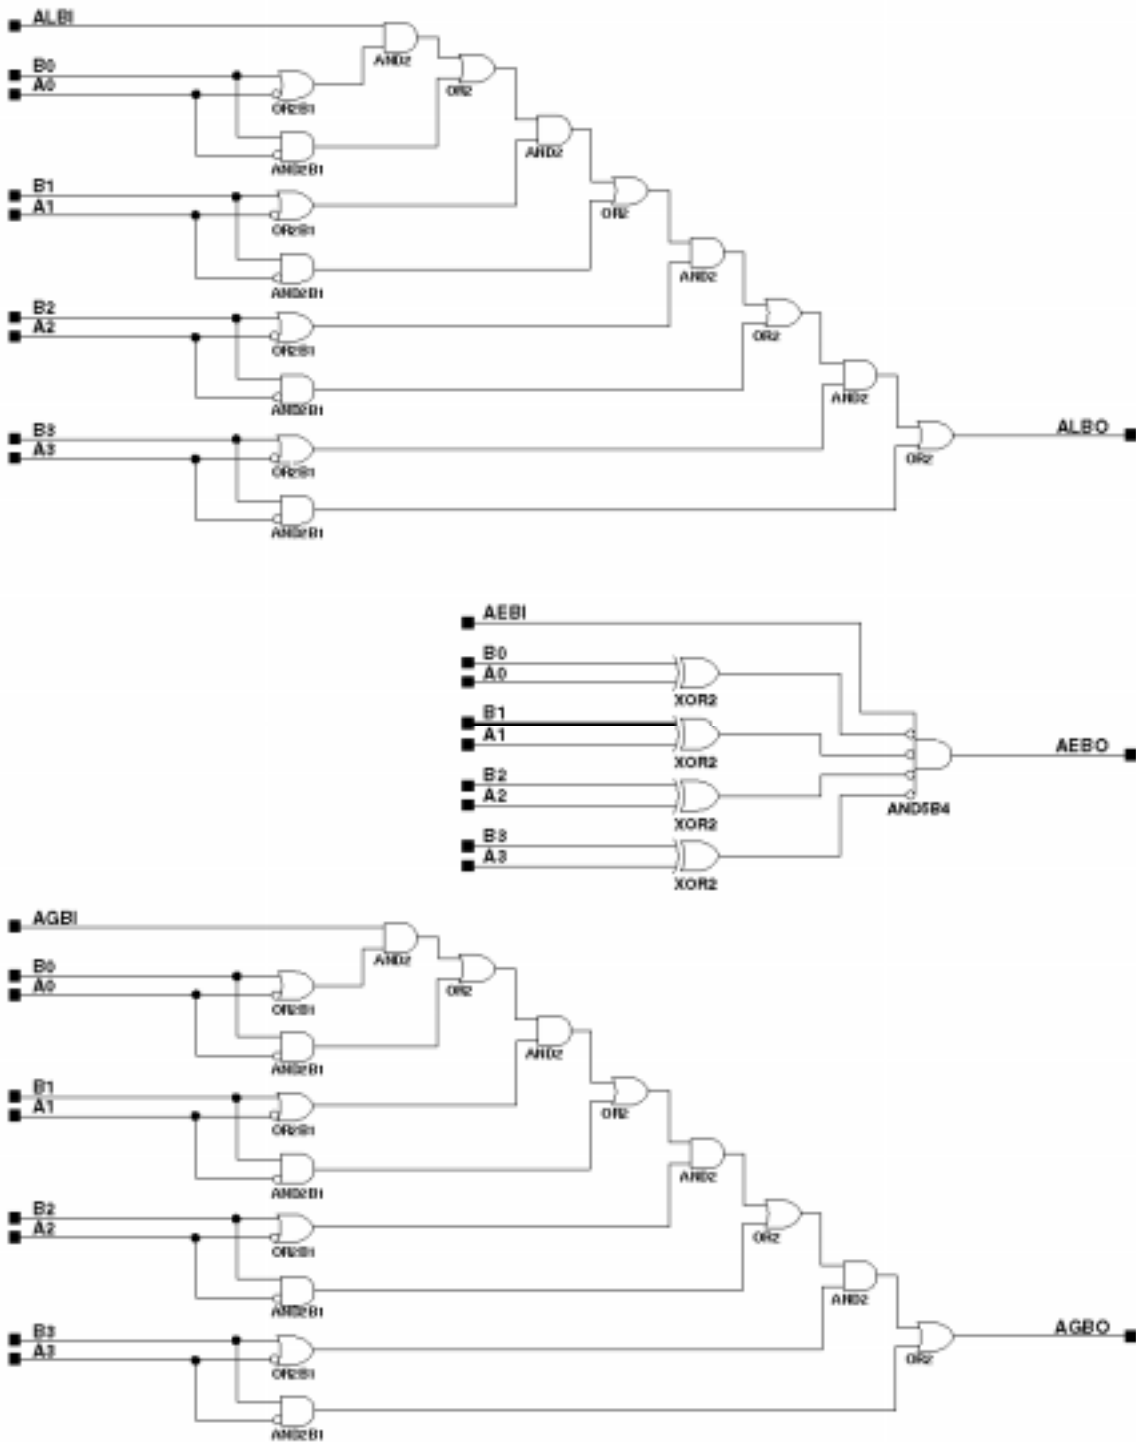 ALBI
AND2
B0
OR2
A0
OR2B1
AND2
AND2B1
B1
A1
OR2
OR2B1
AND2
AND2B1
B2
A2
OR2
OR2B1
AND2
AND2B1
B3
ALBO
A3
OR2
OR2B1
AND2B1
AEBI
B0
A0
XOR2
B1
A1
AEBO
XOR2
B2
A2
AND5B4
XOR2
B3
A3
XOR2
AGBI
AND2
B0
OR2
A0
OR2B1
AND2
AND2B1
B1
A1
OR2
OR2B1
AND2
AND2B1
B2
A2
OR2
OR2B1
AND2
AND2B1
B3
AGBO
A3
OR2
OR2B1
AND2B1